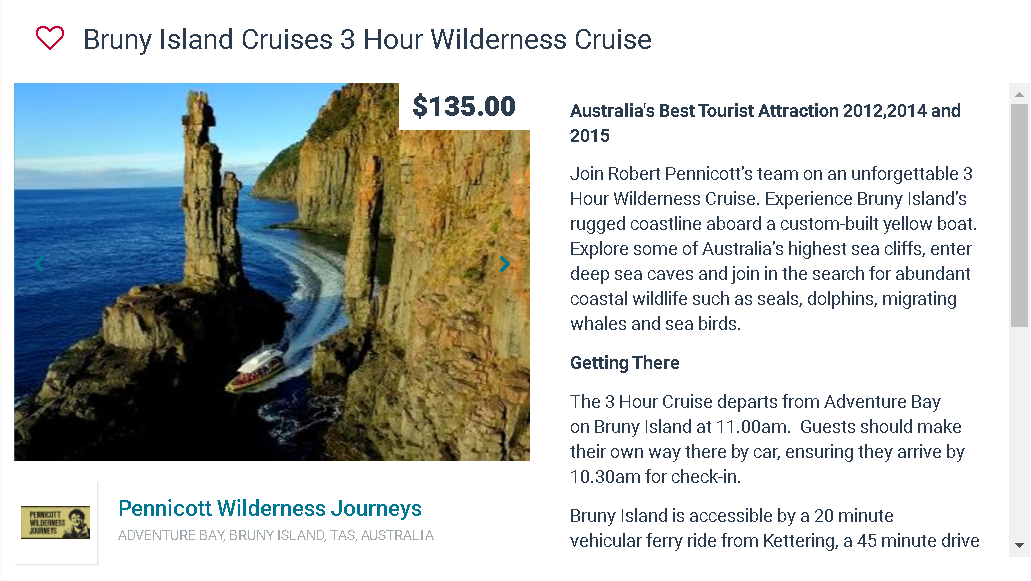 Bruny Island Cruises 3 Hour Wilderness Cruise
$135.00
Australia's Best Tourist Attraction 2012,2014 and
2015
Join Robert Pennicott's team on an unforgettable 3
Hour Wilderness Cruise. Experience Bruny Island's
rugged coastline aboard a custom-built yellow boat.
Explore some of Australia's highest sea cliffs, enter
deep sea caves and join in the search for abundant
coastal wildlife such as seals, dolphins, migrating
whales and sea birds.
Getting There
The 3 Hour Cruise departs from Adventure Bay
on Bruny Island at 11.00am.  Guests should make
their own way there by car, ensuring they arrive by
10.30am for check-in.
Bruny Island is accessible by a 20 minute
vehicular ferry ride from Kettering, a 45 minute drive
PENNICOTT
WILDERNESS
JOURNEYS
Pennicott Wilderness Journeys
ADVENTURE BAY, BRUNY ISLAND, TAS, AUSTRALIA